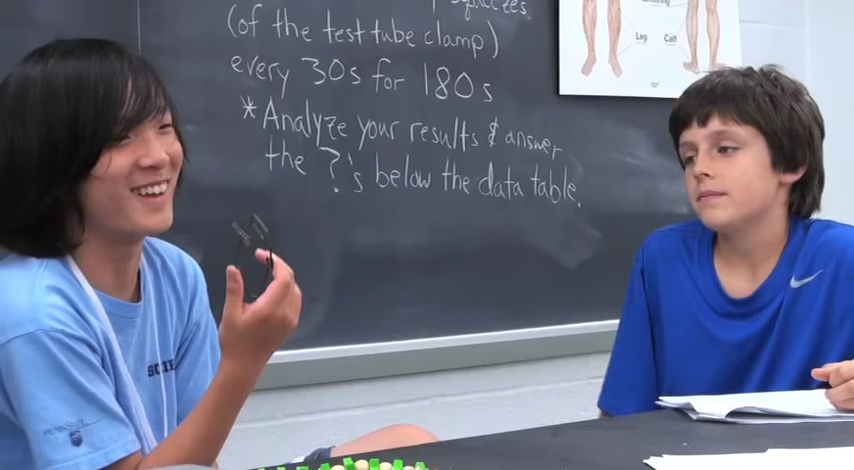 (of the test tube clamp)
every 30s for 180s
*Analyze your results & answer
the ?'s below the data table.
Leg
Calf